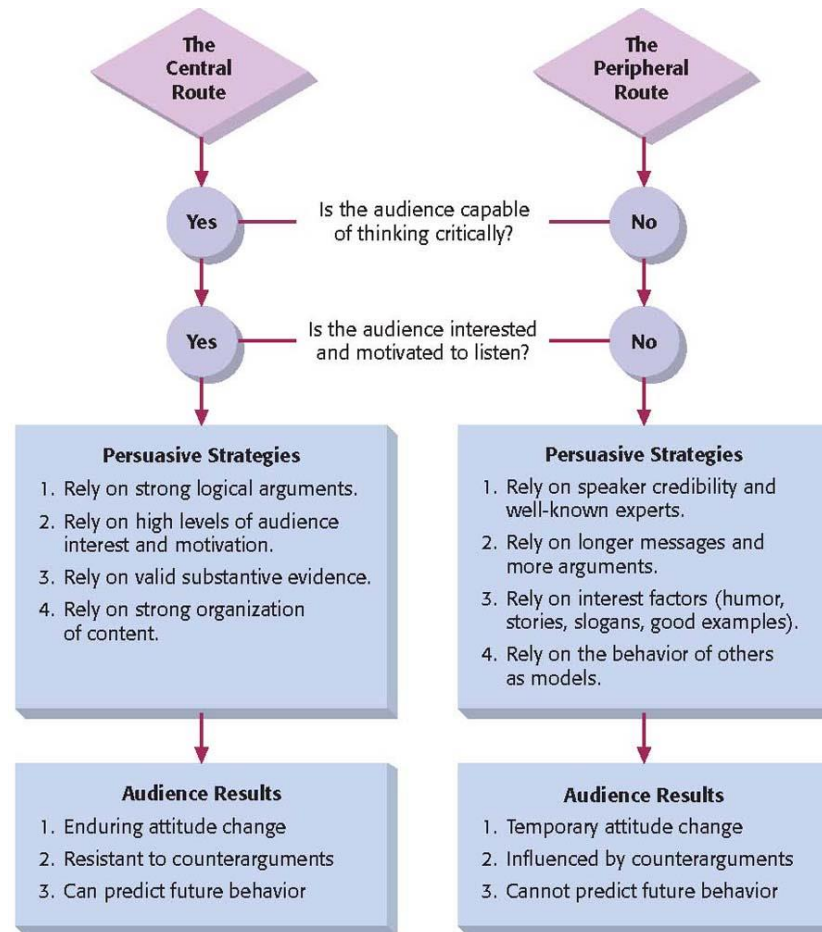 The
Central
Route
The
Peripheral
Route
Yes
Is the audience capable
of thinking critically?
No
Yes
Is the audience interested
and motivated to listen?
No
Persuasive Strategies
1. Rely on strong logical arguments.
2. Rely on high levels of audience
interest and motivation.
3. Rely on valid substantive evidence.
4. Rely on strong organization
of content.
Persuasive Strategies
1. Rely on speaker credibility and
well-known experts.
2. Rely on longer messages and
more arguments.
3. Rely on interest factors (humor,
stories, slogans, good examples).
4. Rely on the behavior of others
as models.
Audience Results
1. Enduring attitude change
2. Resistant to counterarguments
3. Can predict future behavior
Audience Results
1. Temporary attitude change
2. Influenced by counterarguments
3. Cannot predict future behavior